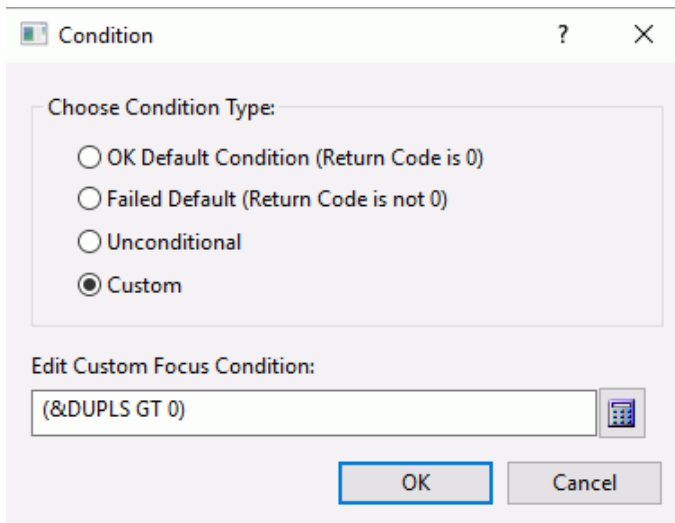 Condition
?
Choose Condition Type:
OK Default Condition (Return Code is 0)
Failed Default (Return Code is not 0)
Unconditional
Custom
Edit Custom Focus Condition:
(&DUPLS GT 0)
OK Cancel